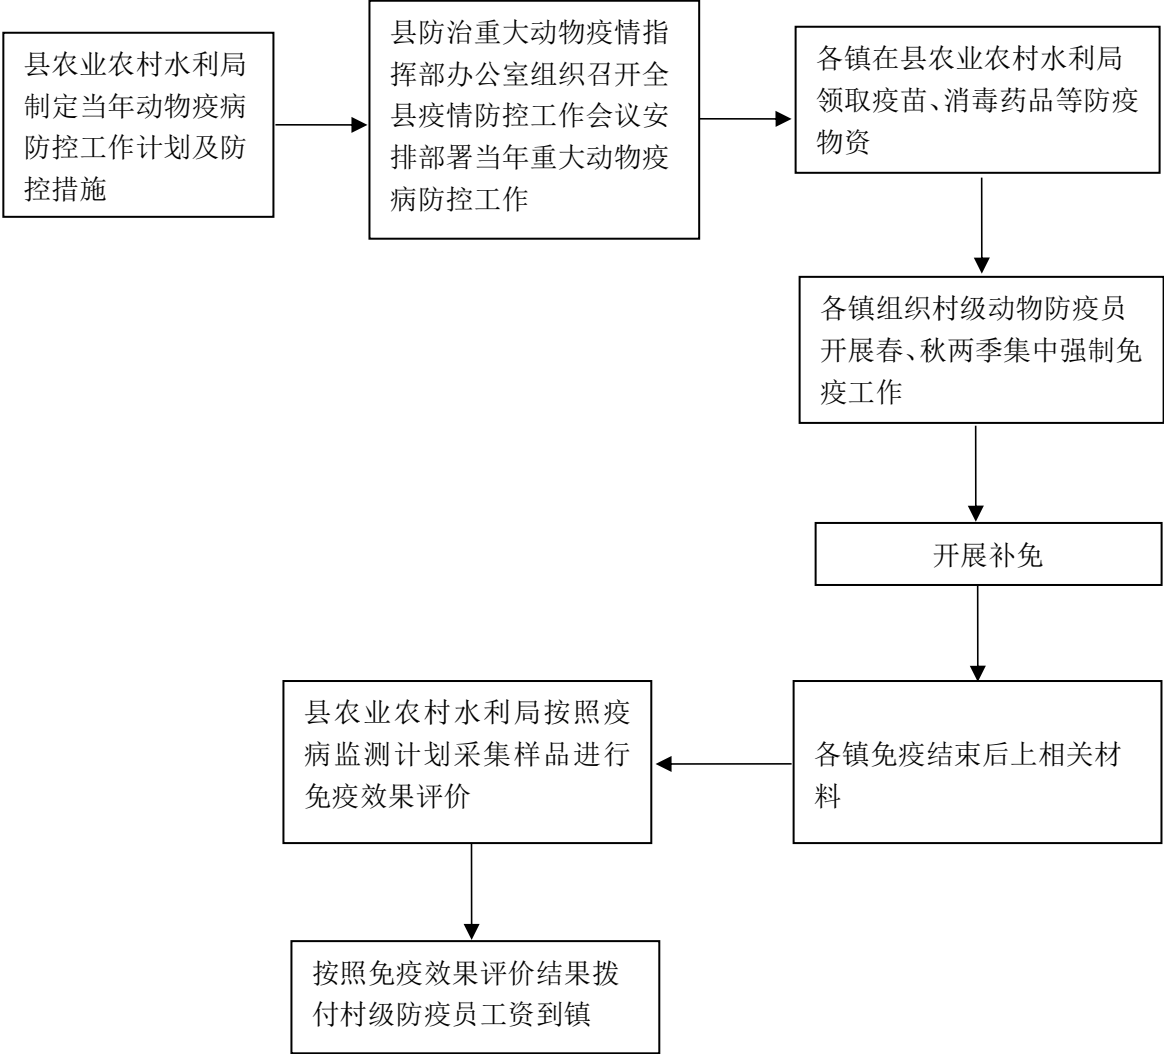 县农业农村水利局
制定当年动物疫病
防控工作计划及防
控措施
县防治重大动物疫情指
挥部办公室组织召开全
县疫情防控工作会议安
排部署当年重大动物疫
病防控工作
各镇在县农业农村水利局
领取疫苗、消毒药品等防疫
物资
各镇组织村级动物防疫员
开展春、秋两季集中强制免
疫工作
开展补免
各镇免疫结束后上相关材
料
县农业农村水利局按照疫
病监测计划采集样品进行
免疫效果评价
按照免疫效果评价结果拨
付村级防疫员工资到镇